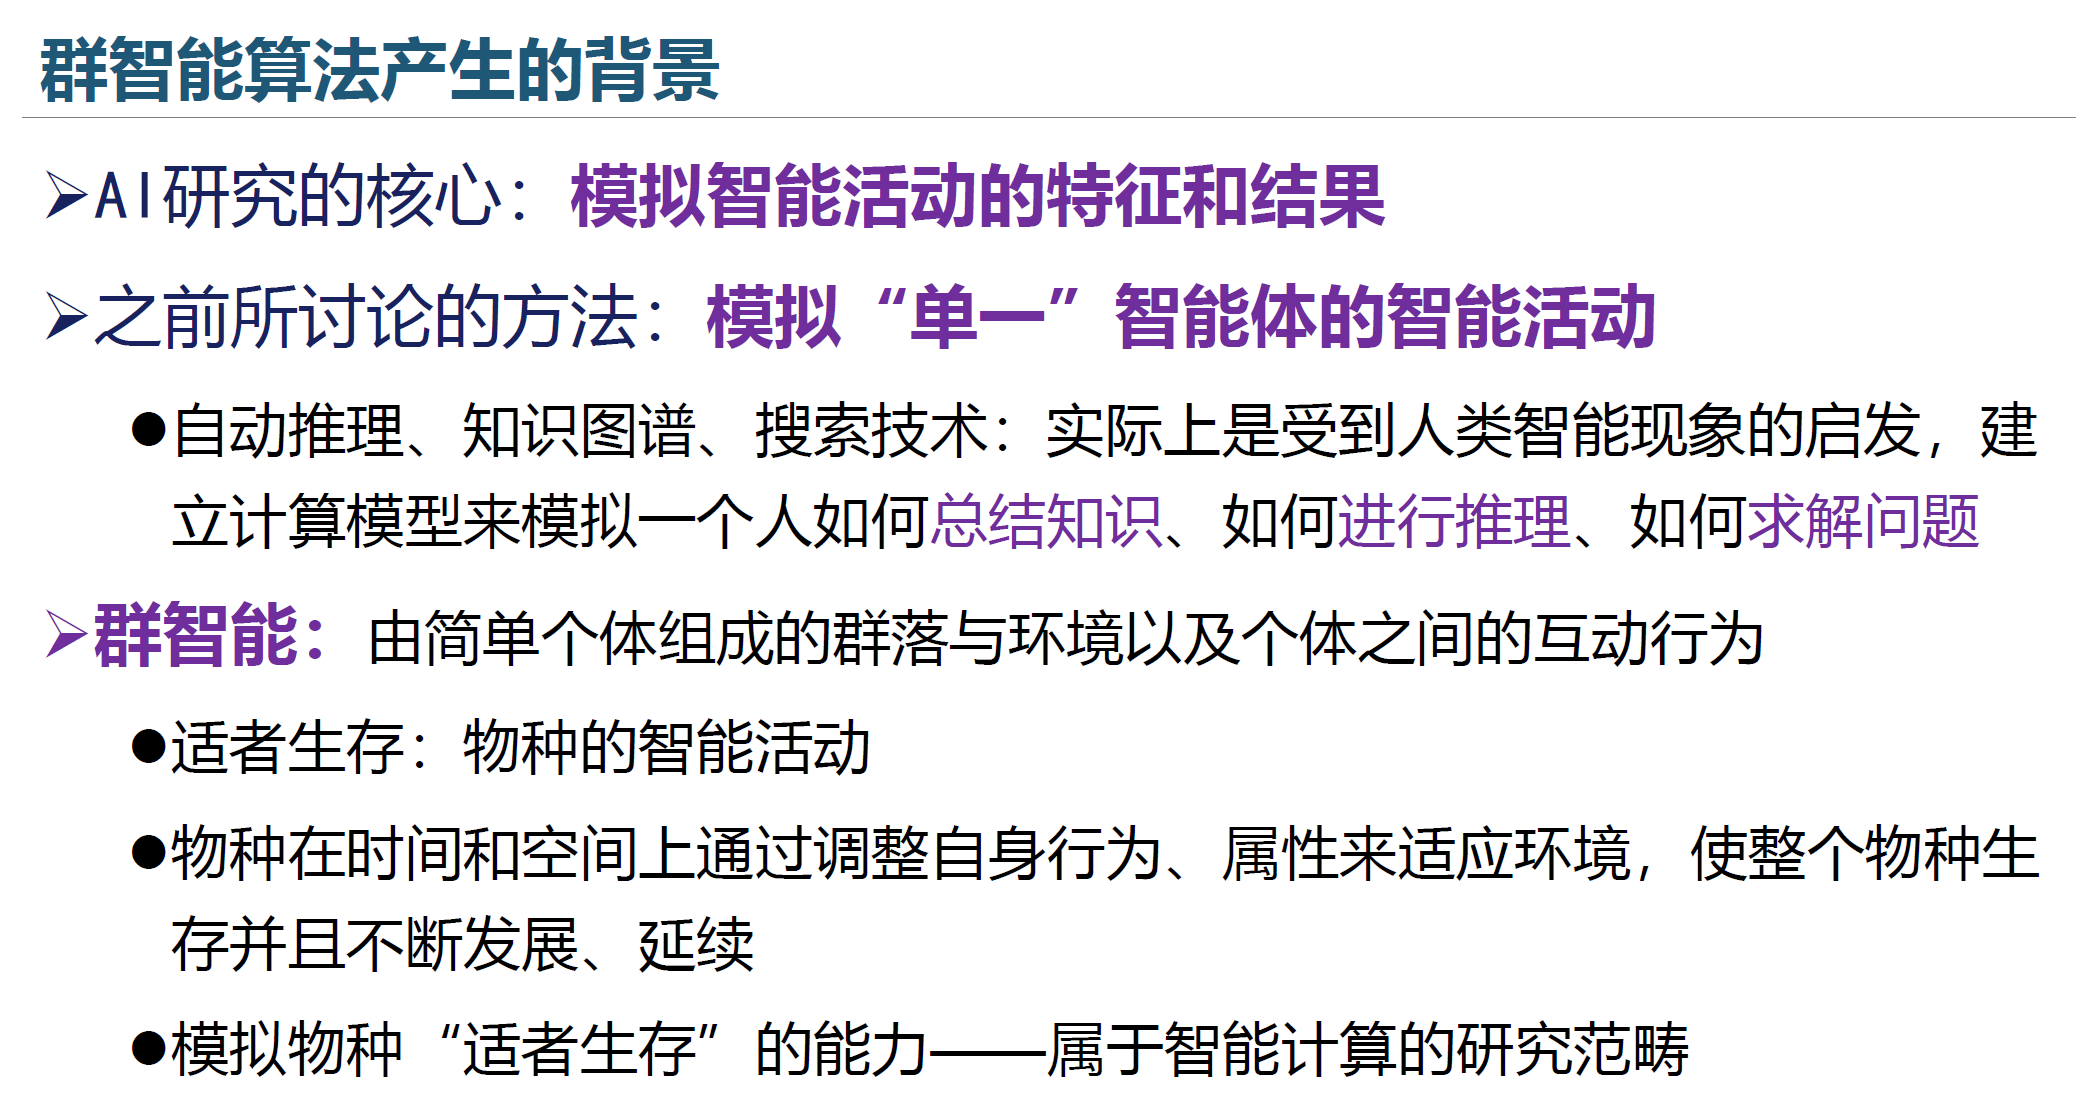 群智能算法产生的背景
➢AI研究的核心：模拟智能活动的特征和结果
➢之前所讨论的方法：模拟“单一”智能体的智能活动
●自动推理、知识图谱、搜索技术：实际上是受到人类智能现象的启发，建
立计算模型来模拟一个人如何总结知识、如何进行推理、如何求解问题
➢群智能：由简单个体组成的群落与环境以及个体之间的互动行为
●适者生存：物种的智能活动
●物种在时间和空间上通过调整自身行为、属性来适应环境，使整个物种生
存并且不断发展、延续
●模拟物种“适者生存”的能力——属于智能计算的研究范畴